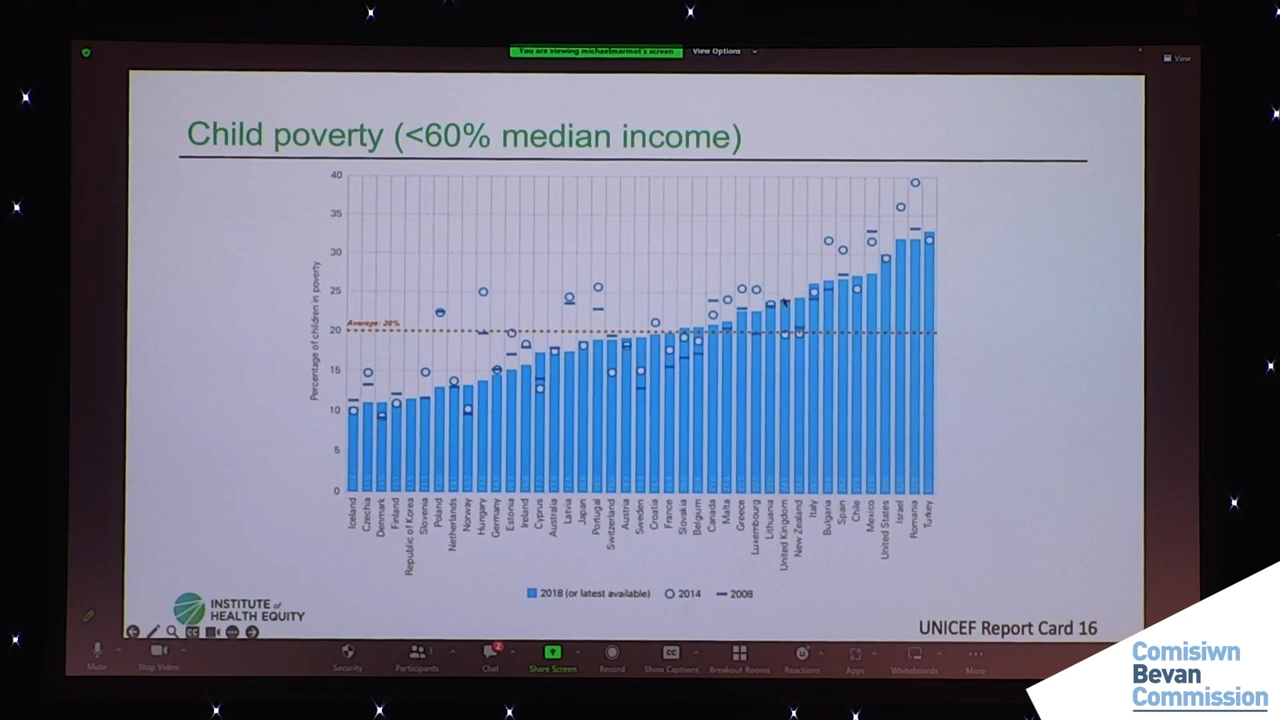 You are viewing michaelmarmot's screen
View Options
View
Child poverty (<60% median income)
Percentage of children in poverty
40
35
30
25
20
15
10
5
0
Average: 20%
Iceland
Czechia
Denmark
Finland
Republic of Korea
Slovenia
Poland
Netherlands
Norway
Hungary
Germany
Estonia
Ireland
Cyprus
Australia
Latvia
Japan
Portugal
Switzerland
Austria
Sweden
Croatia
France
Slovakia
Belgium
Canada
Malta
Greece
Luxembourg
Lithuania
United Kingdom
New Zealand
Italy
Bulgaria
Spain
Chile
Mexico
United States
Israel
Romania
Turkey
2018 (or latest available)
2014
2008
INSTITUTE of
HEALTH EQUITY
UNICEF Report Card 16
CC
Mute
Stop Video
Security
Participants
1
Chat
2
Share Screen
Record
CC
Show Captions
Breakout Rooms
Reactions
Apps
Whiteboards
More
Comisiwn
Bevan
Commission